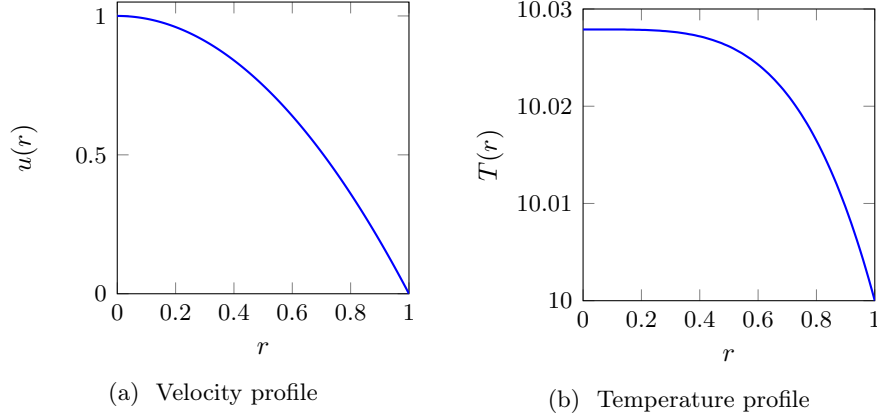 1
0.5
0
u(r)
0 0.2 0.4 0.6 0.8 1
r
(a) Velocity profile
10.03
10.02
10.01
10
T(r)
0 0.2 0.4 0.6 0.8 1
r
(b) Temperature profile